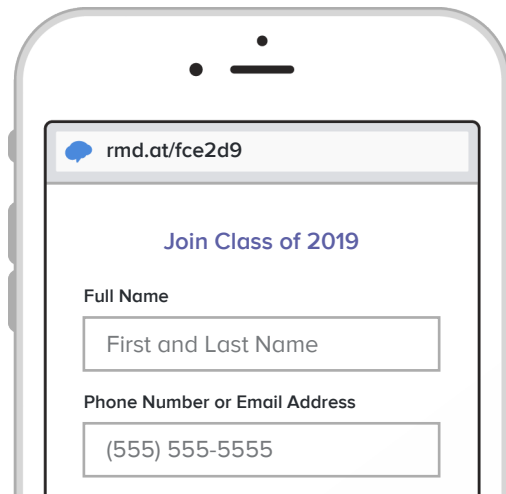 rmd.at/fce2d9
Join Class of 2019
Full Name
First and Last Name
Phone Number or Email Address
(555) 555-5555